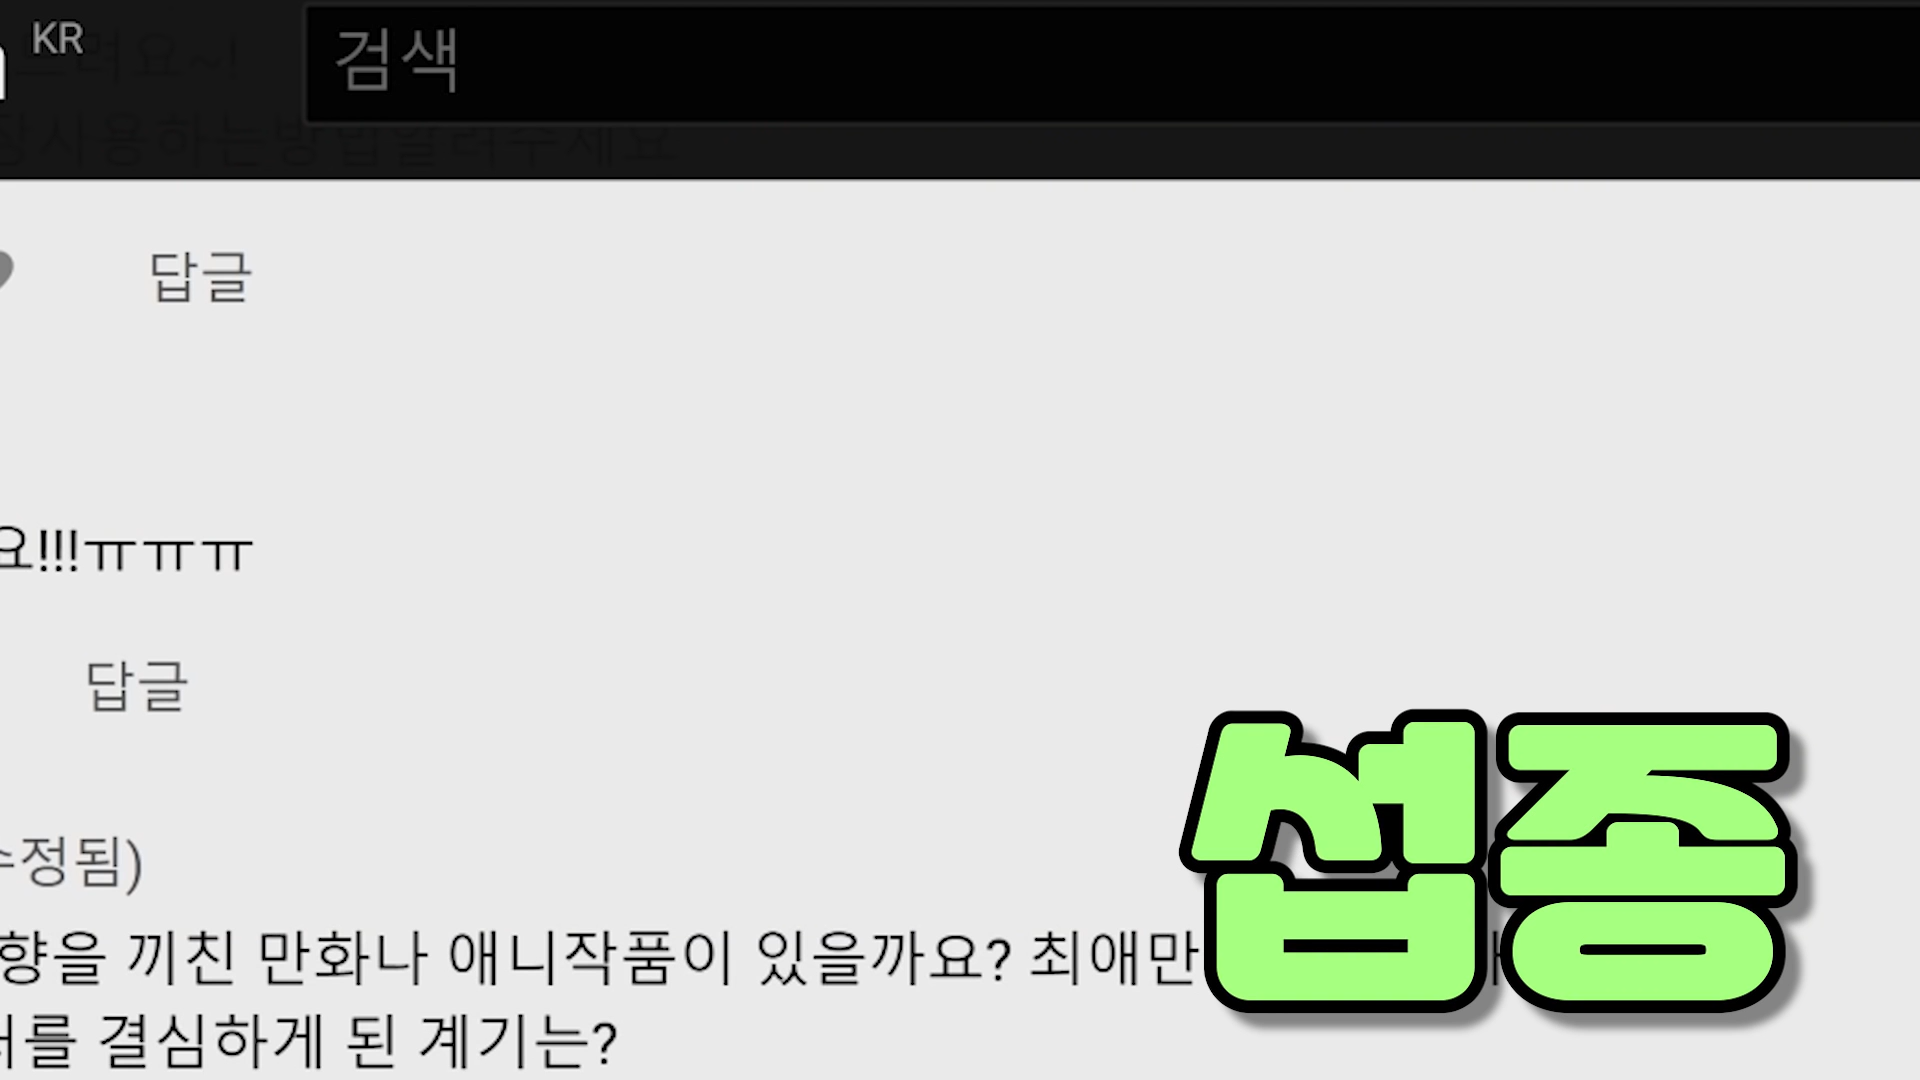 KR
검색
답글
요!!!ㅠㅠㅠ
답글
수정됨)
향을 끼친 만화나 애니작품이 있을까요? 최애만
를 결심하게 된 계기는?
섭종